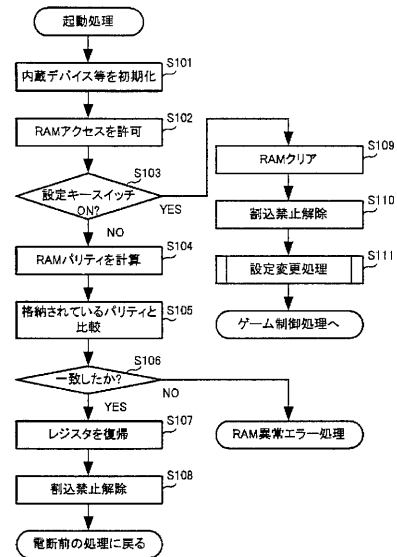 起動処理
S101
内蔵デバイス等を初期化
S102
RAMアクセスを許可
S103
設定キースイッチ
ON?
YES
NO
S104
RAMパリティを計算
S105
格納されているパリティと
比較
S106
一致したか?
YES
NO
S107
レジスタを復帰
S108
割込禁止解除
電断前の処理に戻る
S109
RAMクリア
S110
割込禁止解除
S111
設定変更処理
ゲーム制御処理へ
RAM異常エラー処理